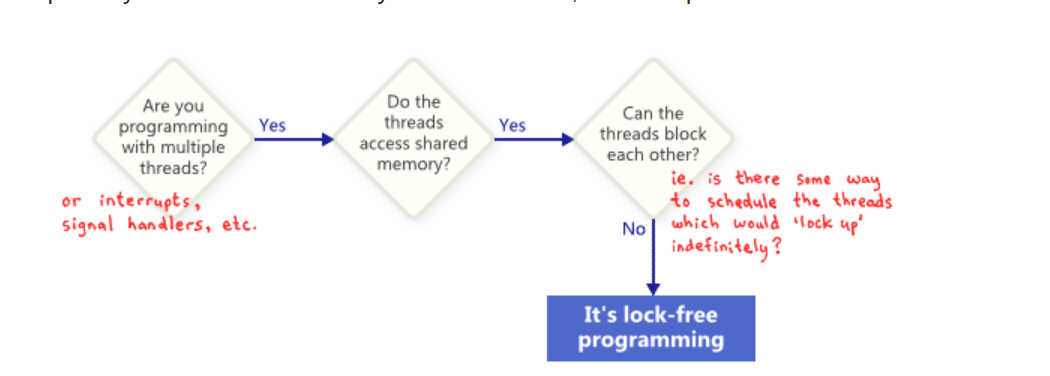 Are you
programming
with multiple
threads?
or interrupts,
signal handlers, etc.
Yes
Do the
threads
access shared
memory?
Yes
Can the
threads block
each other?
ie. is there some way
to schedule the threads
which would 'lock up'
indefinitely?
No
It's lock-free
programming